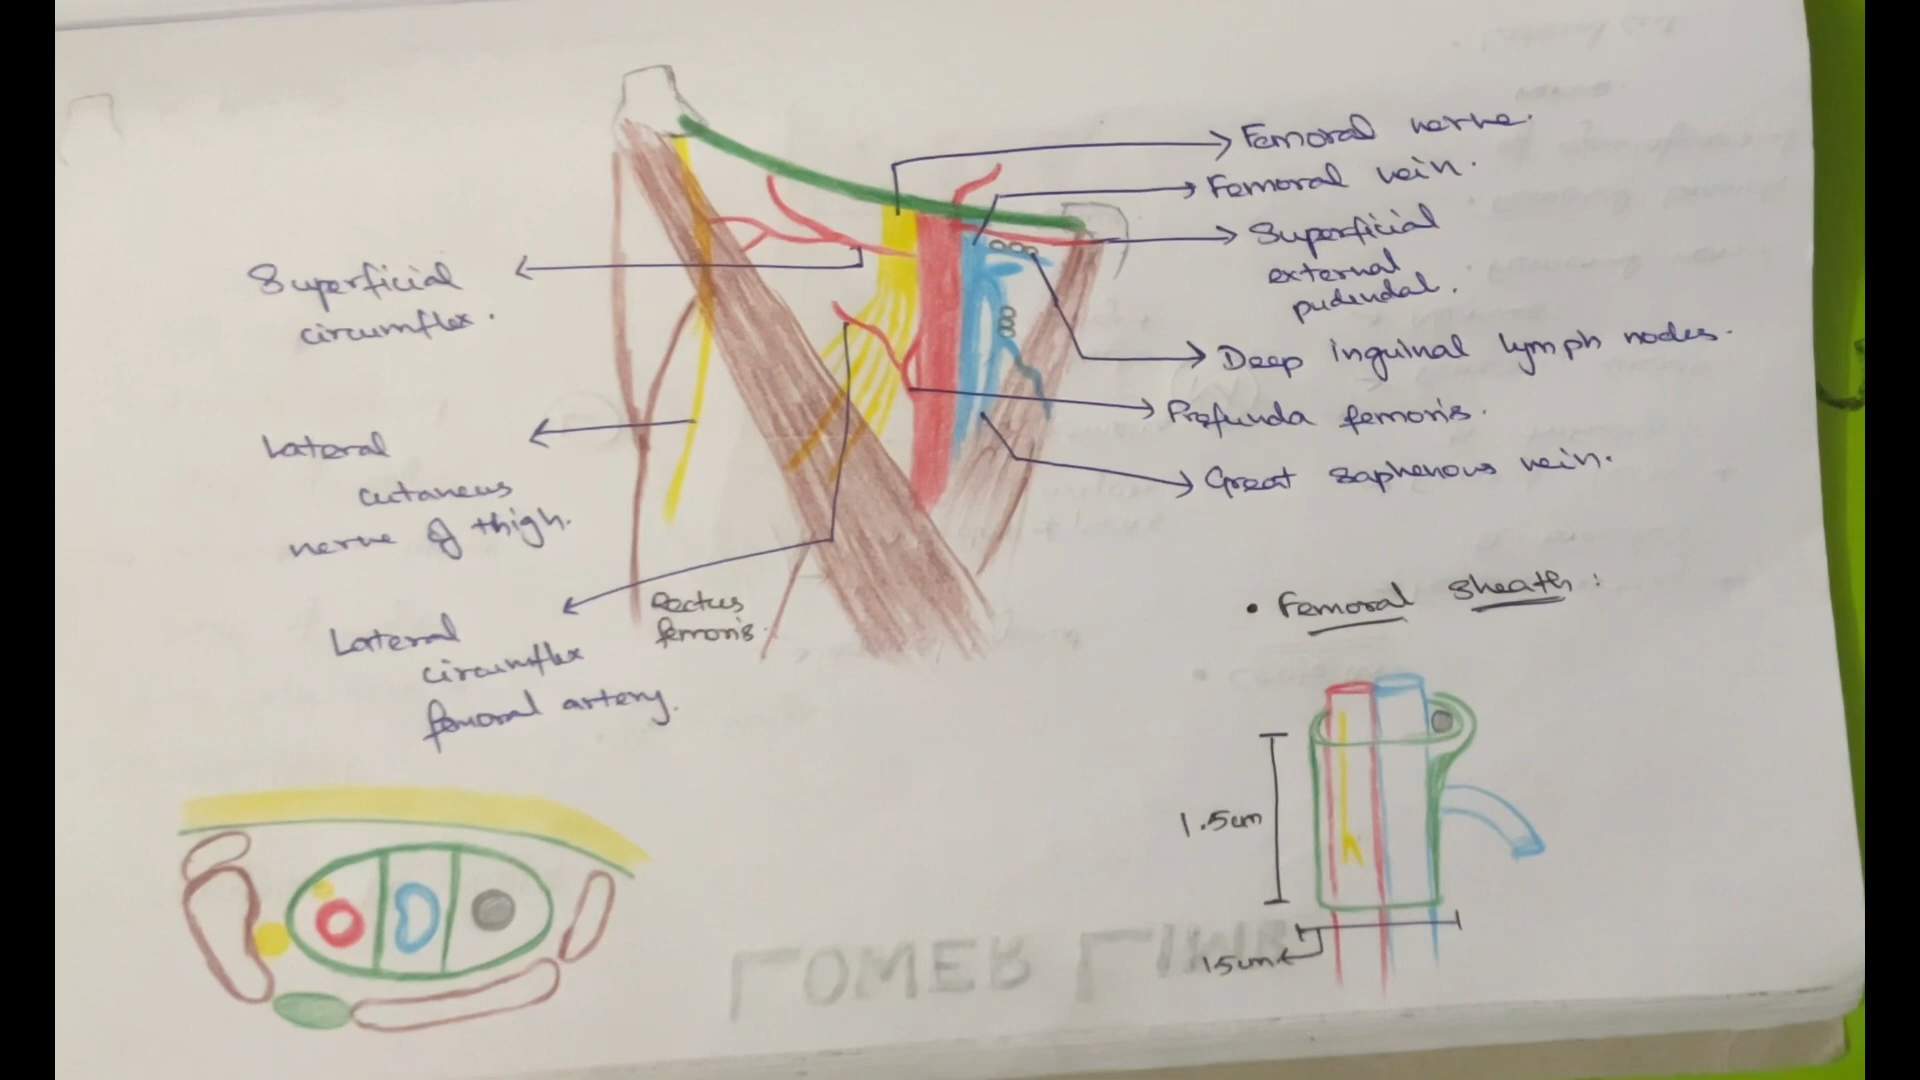 Femoral nerve.
Femoral vein.
Superficial
external
pudendal.
Deep inguinal lymph nodes.
Profunda femoris.
Great saphenous vein.
Superficial
circumflex.
Lateral
cutaneus
nerve of thigh.
Lateral
circumflex
femoral artery.
Rectus
femoris.
• Femoral sheath:
1.5cm
15cm
LOWER LIMB